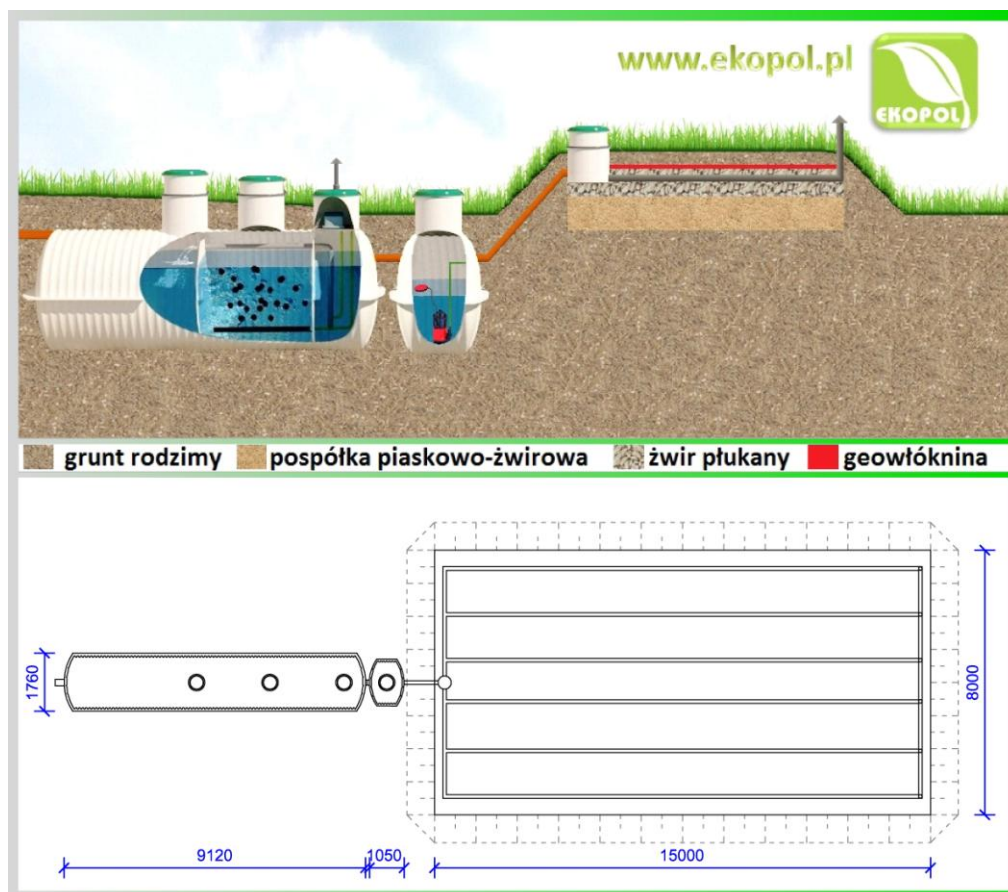 www.ekopol.pl
EKOPOL
grunt rodzimy pospółka piaskowo-żwirowa żwir płukany geowłóknina
1760
8000
9120 1050 15000